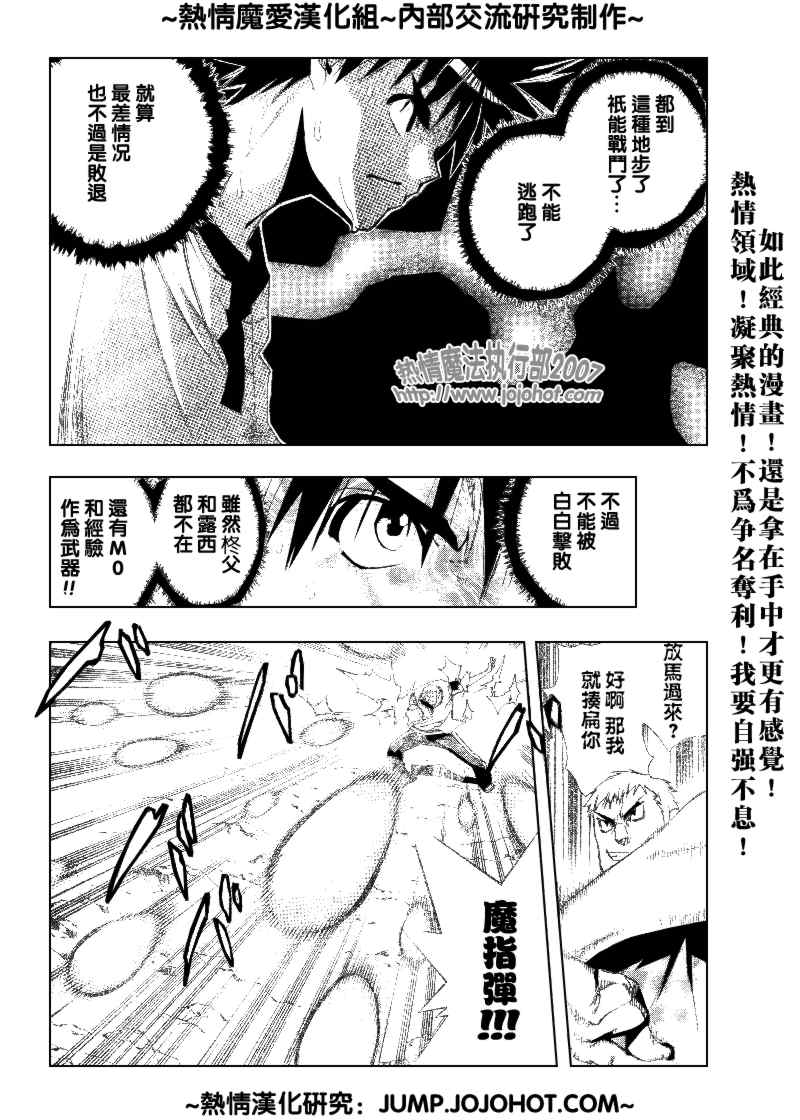 ~熱情魔愛漢化組~內部交流研究制作~
都到
這種地步了
祇能戰鬥了…
不能
逃跑了
就算
最差情況
也不過是敗退
熱情魔法执行部2007
http://www.jojohot.com
不過
不能被
白白擊敗
雖然柊父
和露西
都不在
還有MO
和經驗
作為武器!!
放馬過來?
好啊 那我
就揍扁你
魔指彈!!!
如此經典的漫畫！還是拿在手中才更有感覺！
熱情領域！凝聚熱情！不爲争名奪利！我要自强不息！
~熱情漢化研究：JUMP.JOJOHOT.COM~